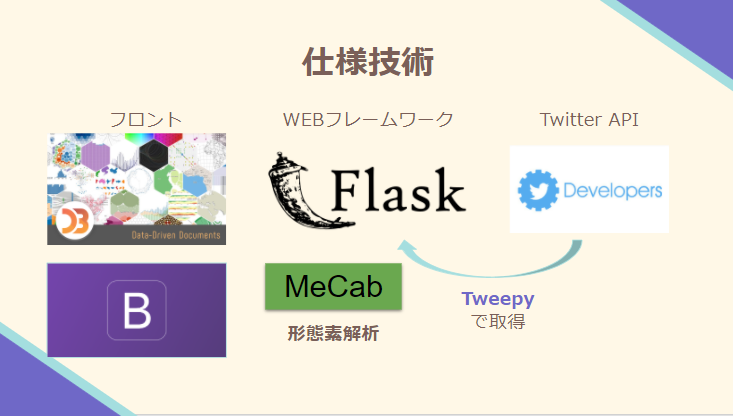 仕様技術
フロント
WEBフレームワーク
Twitter API
D3
Data-Driven Documents
Flask
Developers
B
MeCab
形態素解析
Tweepy
で取得